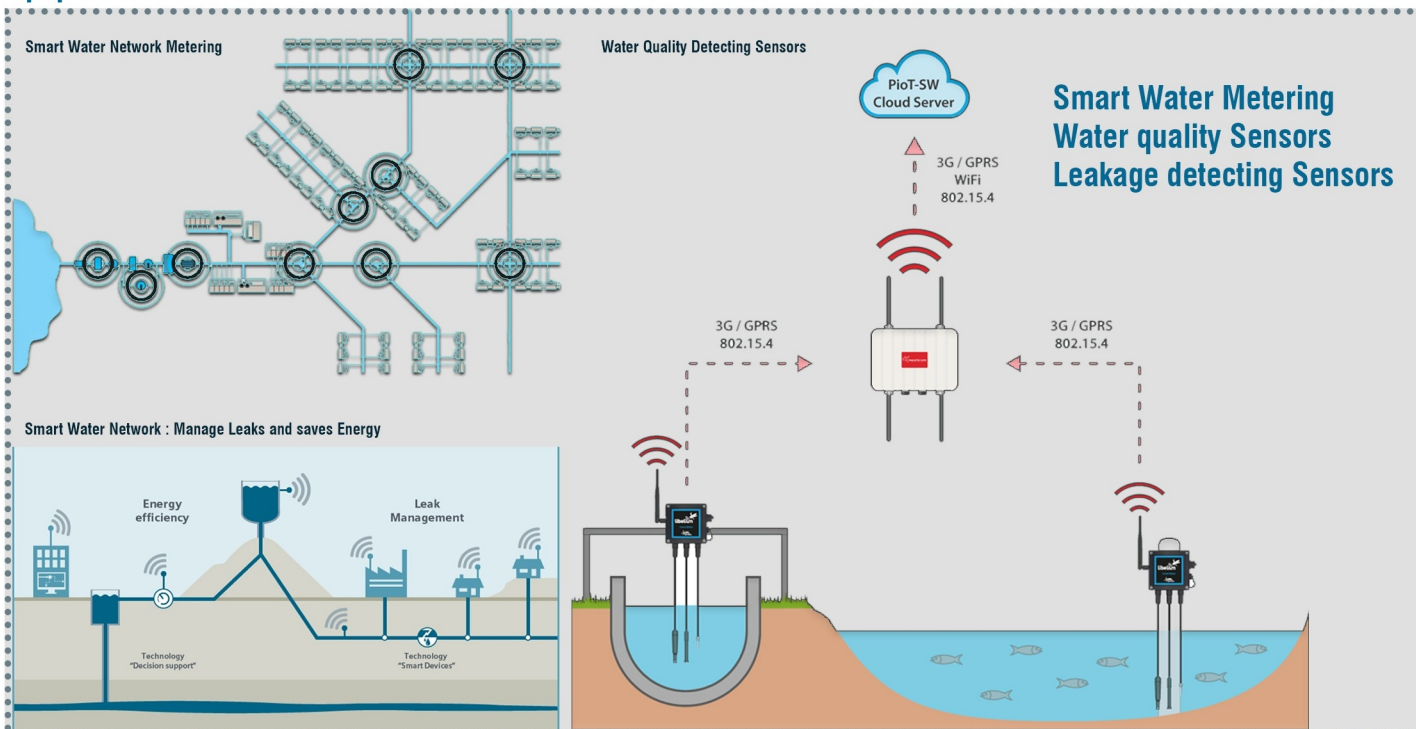 Smart Water Network Metering
Water Quality Detecting Sensors
PioT-SW
Cloud Server
Smart Water Metering
Water quality Sensors
Leakage detecting Sensors
3G / GPRS
WiFi
802.15.4
3G / GPRS
802.15.4
3G / GPRS
802.15.4
Smart Water Network : Manage Leaks and saves Energy
Energy
efficiency
Leak
Management
Technology
"Decision support"
Technology
"Smart Devices"
libelium
libelium